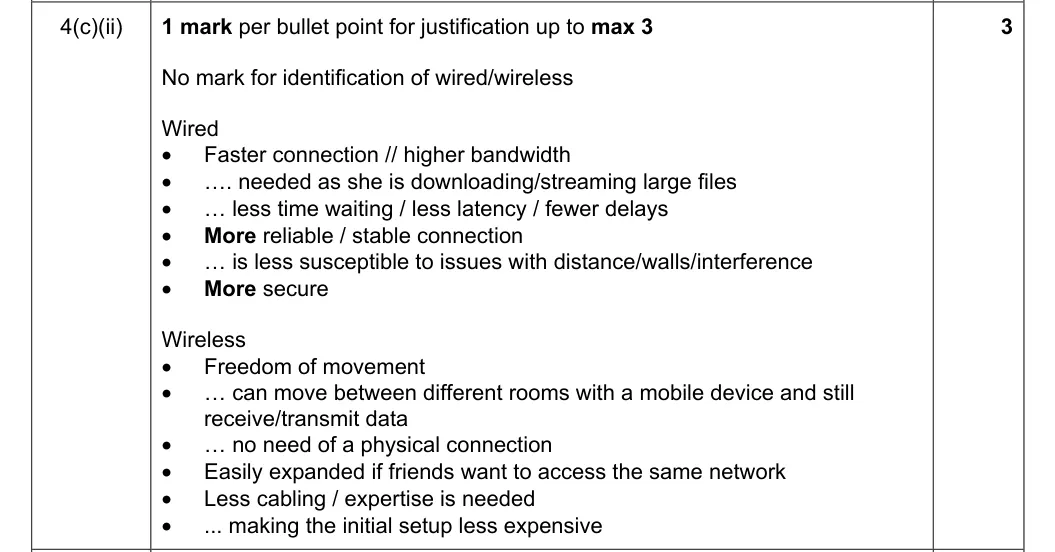 4(c)(ii) 1 mark per bullet point for justification up to max 3 3
No mark for identification of wired/wireless
Wired
• Faster connection // higher bandwidth
• …. needed as she is downloading/streaming large files
• … less time waiting / less latency / fewer delays
• More reliable / stable connection
• … is less susceptible to issues with distance/walls/interference
• More secure
Wireless
• Freedom of movement
• … can move between different rooms with a mobile device and still
receive/transmit data
• … no need of a physical connection
• Easily expanded if friends want to access the same network
• Less cabling / expertise is needed
• ... making the initial setup less expensive